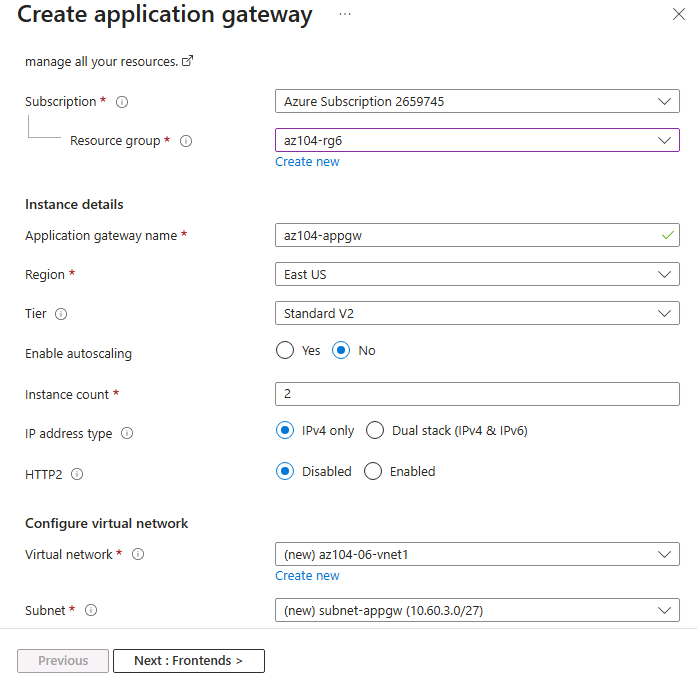 Create application gateway ...
manage all your resources.
Subscription *
Azure Subscription 2659745
Resource group *
az104-rg6
Create new
Instance details
Application gateway name *
az104-appgw
Region *
East US
Tier
Standard V2
Enable autoscaling
Yes No
Instance count *
2
IP address type
IPv4 only Dual stack (IPv4 & IPv6)
HTTP2
Disabled Enabled
Configure virtual network
Virtual network *
(new) az104-06-vnet1
Create new
Subnet *
(new) subnet-appgw (10.60.3.0/27)
Previous
Next : Frontends >